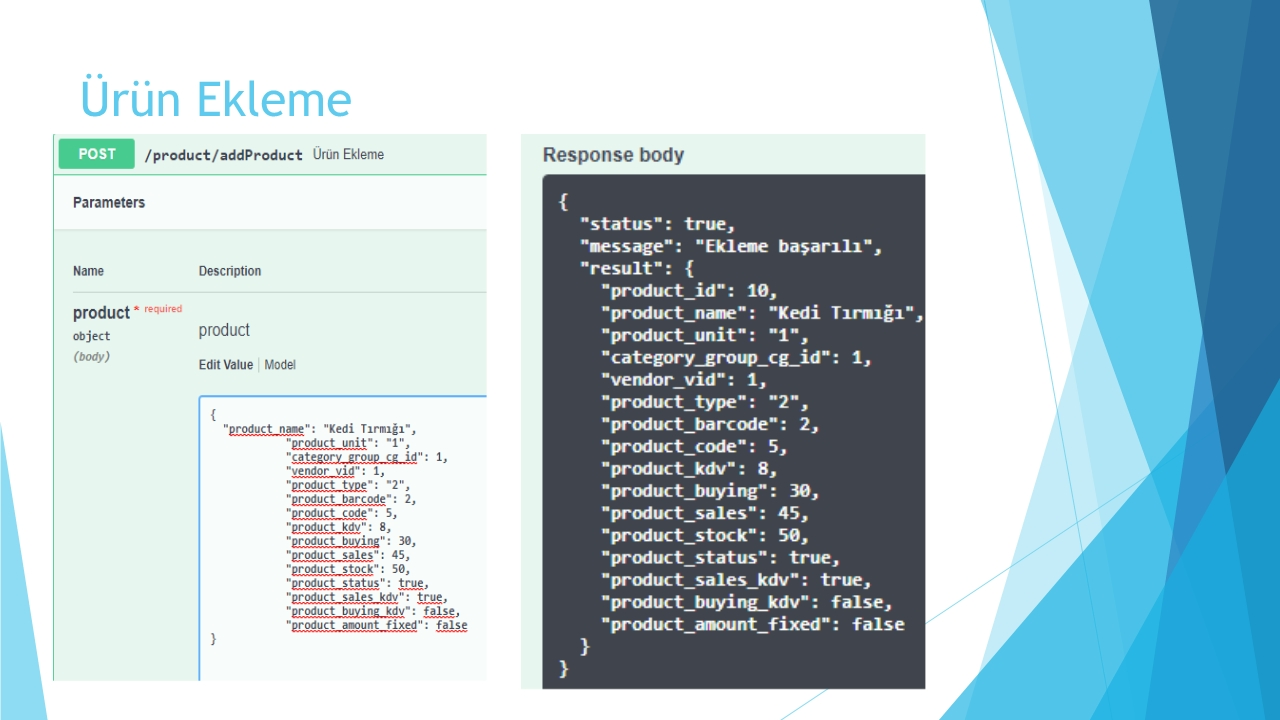 Ürün Ekleme
POST /product/addProduct Ürün Ekleme
Parameters
Name Description
product * required
object
(body)
product
Edit Value | Model
{
"product_name": "Kedi Tırmığı",
"product_unit": "1",
"category_group_cg_id": 1,
"vendor_vid": 1,
"product_type": "2",
"product_barcode": 2,
"product_code": 5,
"product_kdv": 8,
"product_buying": 30,
"product_sales": 45,
"product_stock": 50,
"product_status": true,
"product_sales_kdv": true,
"product_buying_kdv": false,
"product_amount_fixed": false
}
Response body
{
"status": true,
"message": "Ekleme başarılı",
"result": {
"product_id": 10,
"product_name": "Kedi Tırmığı",
"product_unit": "1",
"category_group_cg_id": 1,
"vendor_vid": 1,
"product_type": "2",
"product_barcode": 2,
"product_code": 5,
"product_kdv": 8,
"product_buying": 30,
"product_sales": 45,
"product_stock": 50,
"product_status": true,
"product_sales_kdv": true,
"product_buying_kdv": false,
"product_amount_fixed": false
}
}